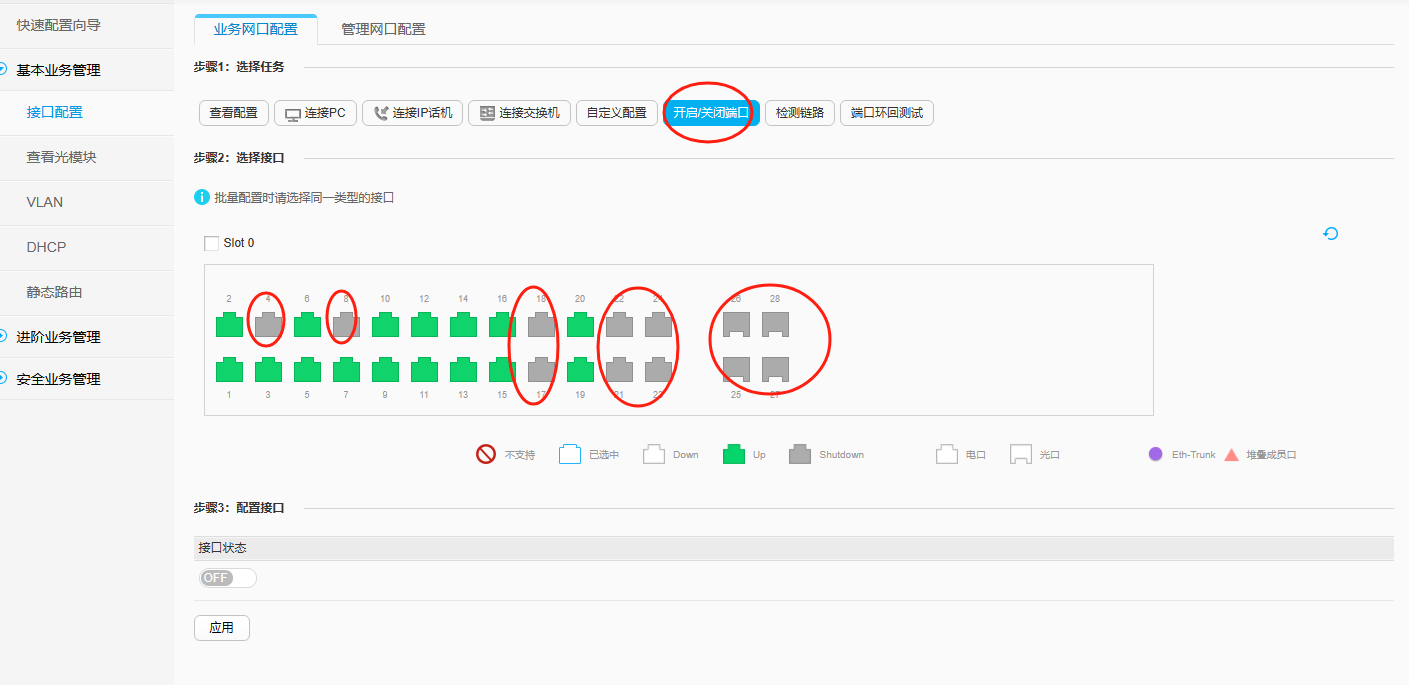 快速配置向导
基本业务管理
接口配置
查看光模块
VLAN
DHCP
静态路由
进阶业务管理
安全业务管理
业务网口配置 管理网口配置
步骤1：选择任务
查看配置 连接PC 连接IP话机 连接交换机 自定义配置 开启/关闭端口 检测链路 端口环回测试
步骤2：选择接口
批量配置时请选择同一类型的接口
Slot 0
2 4 6 8 10 12 14 16 18 20 22 24 26 28
1 3 5 7 9 11 13 15 17 19 21 23 25 27
不支持 已选中 Down Up Shutdown 电口 光口 Eth-Trunk 堆叠成员口
步骤3：配置接口
接口状态
OFF
应用